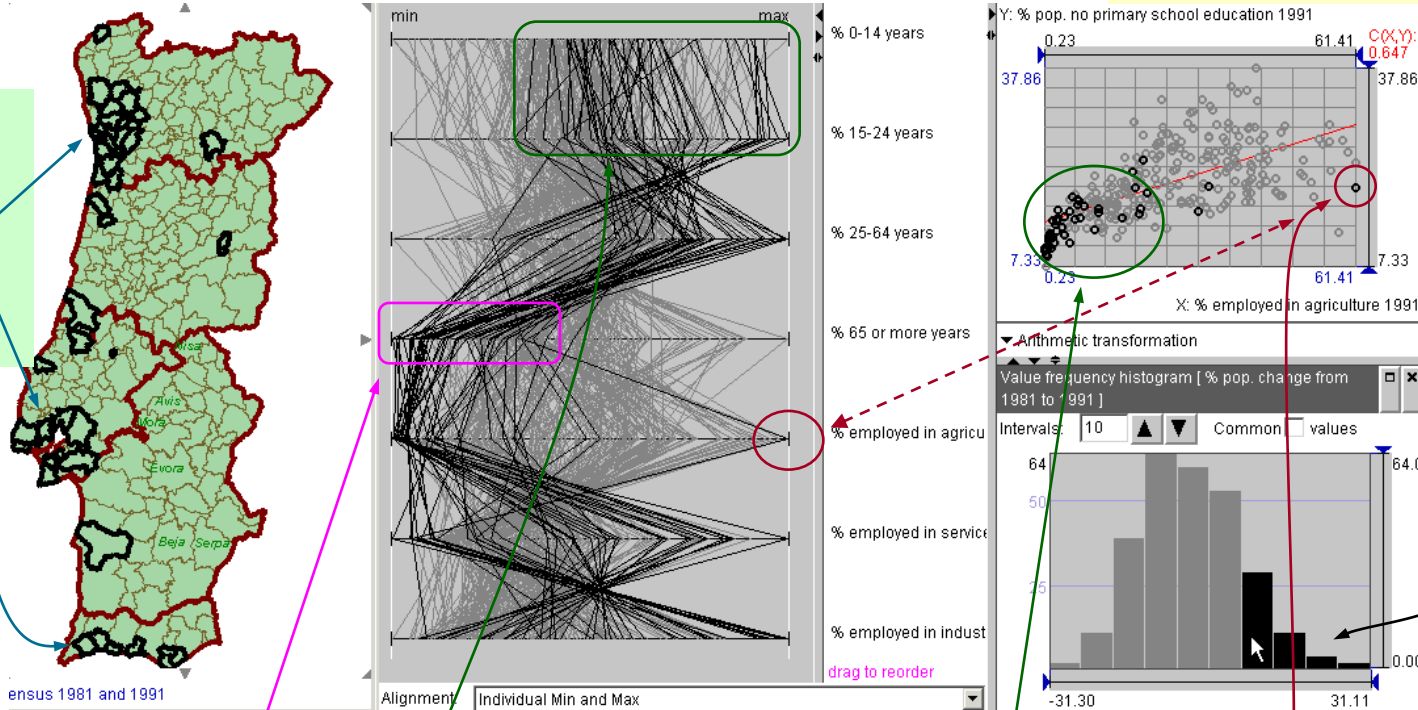 Nisa
Avis
Mora
Evora
Beja Serpa
ensus 1981 and 1991
min max
% 0-14 years
% 15-24 years
% 25-64 years
% 65 or more years
% employed in agricu
% employed in service
% employed in indust
drag to reorder
Alignment: Individual Min and Max
Y: % pop. no primary school education 1991
0.23 61.41 C(X,Y):
0.647
37.86 37.86
7.33 7.33
0.23 61.41
X: % employed in agriculture 1991
Arithmetic transformation
Value frequency histogram [ % pop. change from
1981 to 1991 ]
Intervals: 10 Common values
64 64.0
50
25
0.00
-31.30 31.11